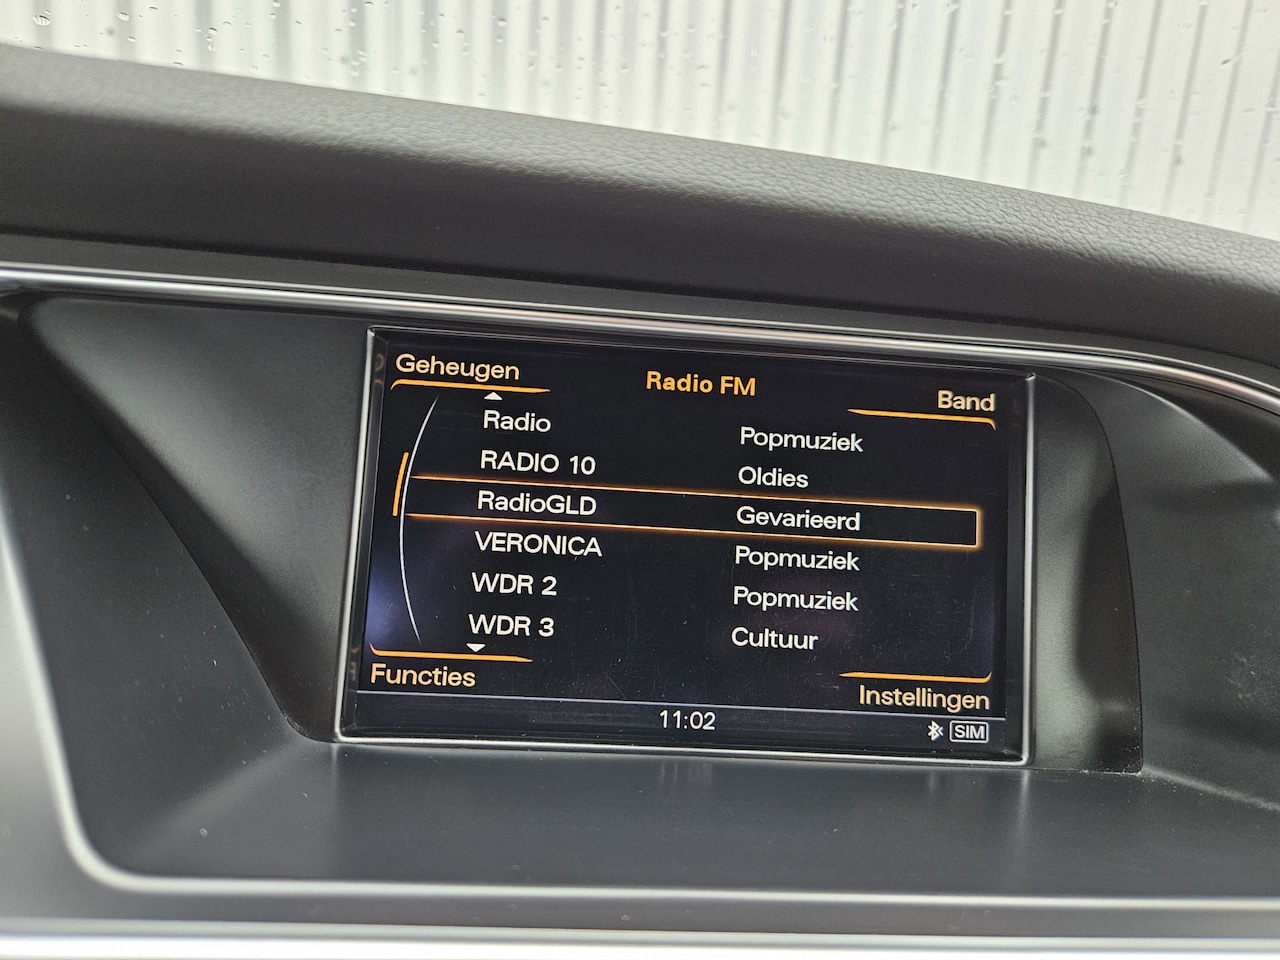 Geheugen
Radio FM
Band
Radio Popmuziek
RADIO 10 Oldies
RadioGLD Gevarieerd
VERONICA Popmuziek
WDR 2 Popmuziek
WDR 3 Cultuur
Functies
Instellingen
11:02
SIM